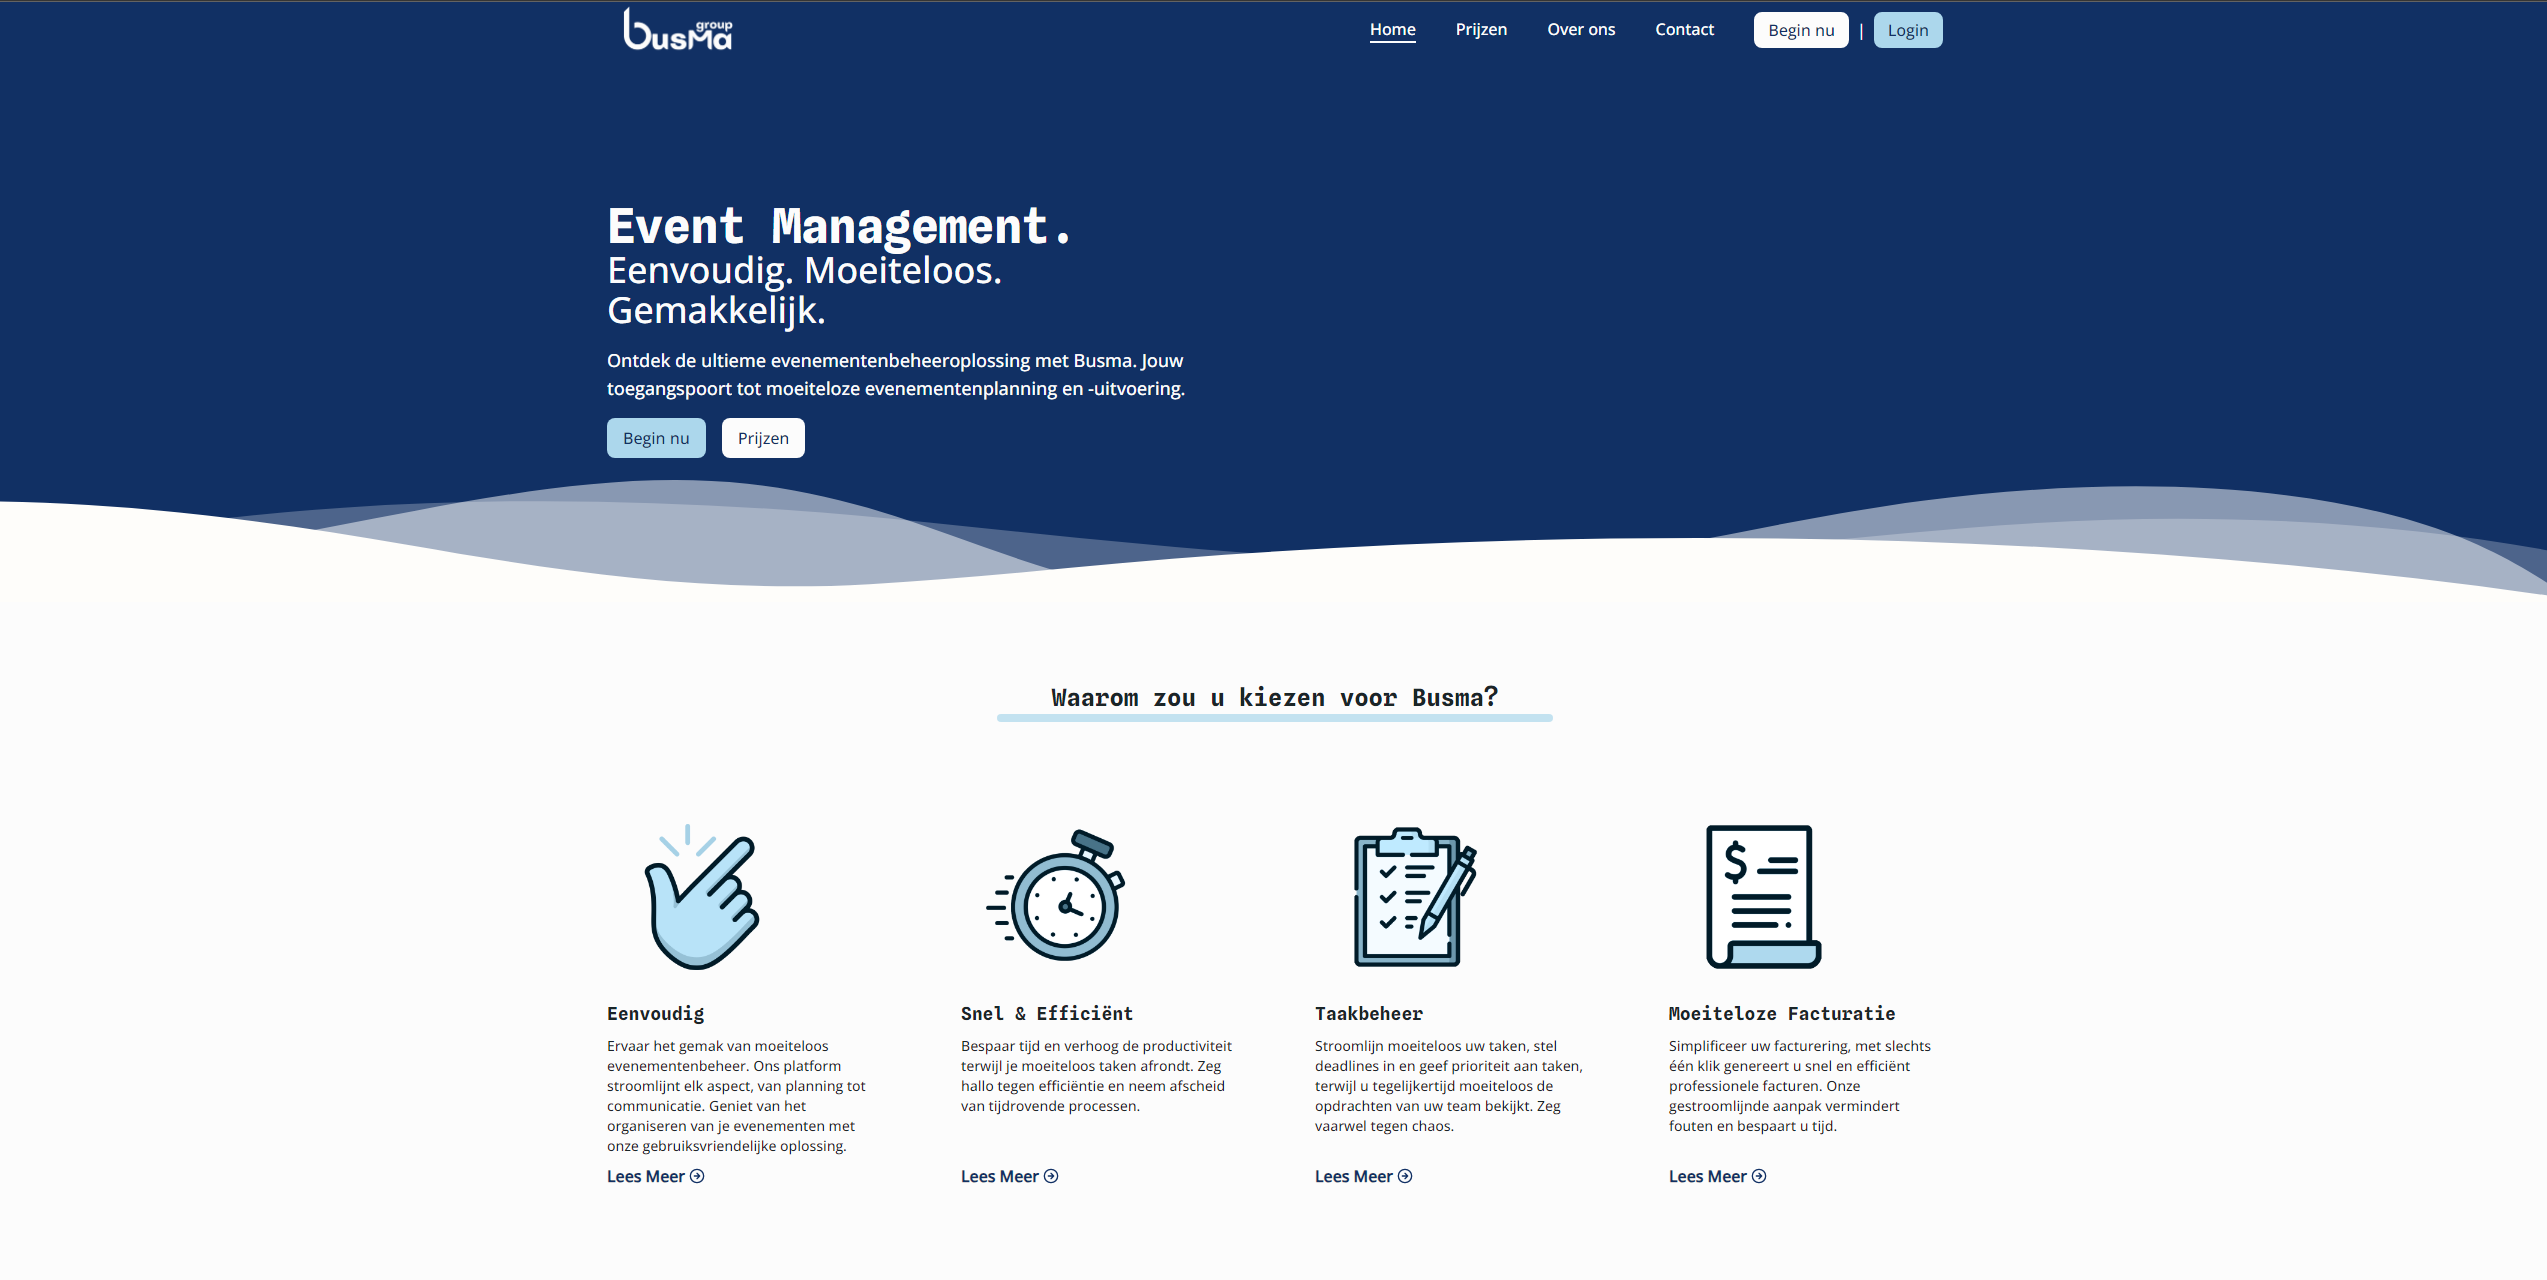 busma group
Home
Prijzen
Over ons
Contact
Begin nu
|
Login
Event Management.
Eenvoudig. Moeiteloos.
Gemakkelijk.
Ontdek de ultieme evenementenbeheeroplossing met Busma. Jouw
toegangspoort tot moeiteloze evenementenplanning en -uitvoering.
Begin nu
Prijzen
Waarom zou u kiezen voor Busma?
$
Eenvoudig
Ervaar het gemak van moeiteloos
evenementenbeheer. Ons platform
stroomlijnt elk aspect, van planning tot
communicatie. Geniet van het
organiseren van je evenementen met
onze gebruiksvriendelijke oplossing.
Lees Meer
Snel & Efficiënt
Bespaar tijd en verhoog de productiviteit
terwijl je moeiteloos taken afrondt. Zeg
hallo tegen efficiëntie en neem afscheid
van tijdrovende processen.
Lees Meer
Taakbeheer
Stroomlijn moeiteloos uw taken, stel
deadlines in en geef prioriteit aan taken,
terwijl u tegelijkertijd moeiteloos de
opdrachten van uw team bekijkt. Zeg
vaarwel tegen chaos.
Lees Meer
Moeiteloze Facturatie
Simplificeer uw facturering, met slechts
één klik genereert u snel en efficiënt
professionele facturen. Onze
gestroomlijnde aanpak vermindert
fouten en bespaart u tijd.
Lees Meer